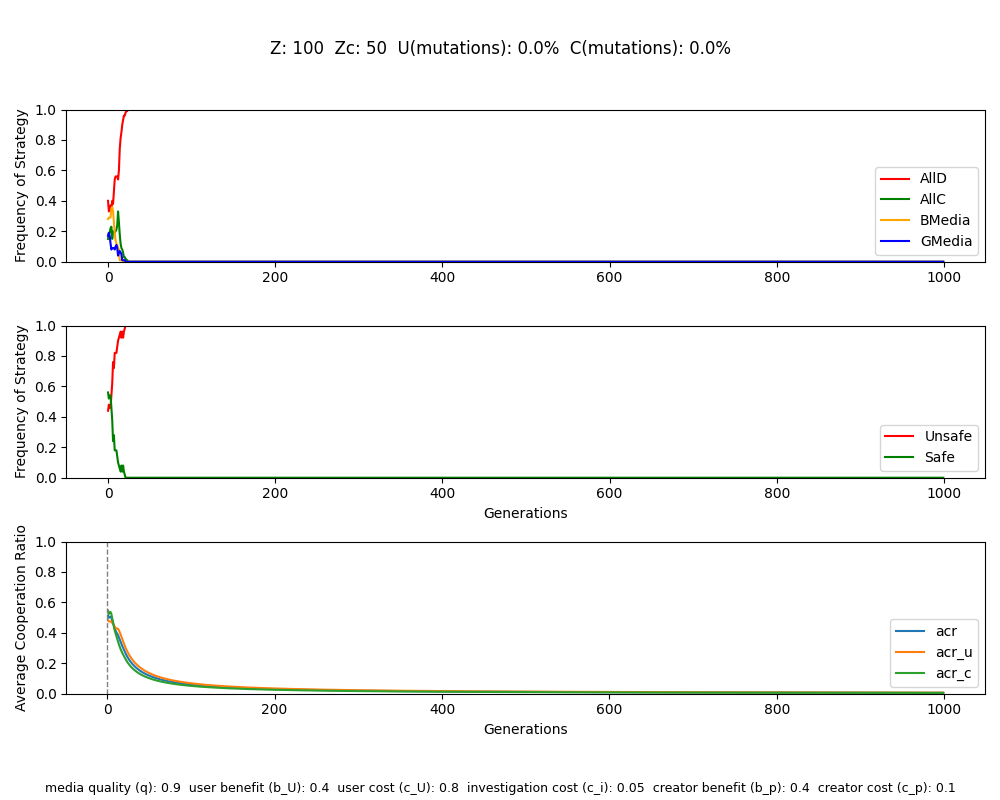 Z: 100  Zc: 50  U(mutations): 0.0%  C(mutations): 0.0%
Frequency of Strategy
1.0
0.8
0.6
0.4
0.2
0.0
AllD
AllC
BMedia
GMedia
0 200 400 600 800 1000
Frequency of Strategy
1.0
0.8
0.6
0.4
0.2
0.0
Unsafe
Safe
0 200 400 600 800 1000
Generations
Average Cooperation Ratio
1.0
0.8
0.6
0.4
0.2
0.0
acr
acr_u
acr_c
0 200 400 600 800 1000
Generations
media quality (q): 0.9  user benefit (b_U): 0.4  user cost (c_U): 0.8  investigation cost (c_i): 0.05  creator benefit (b_p): 0.4  creator cost (c_p): 0.1